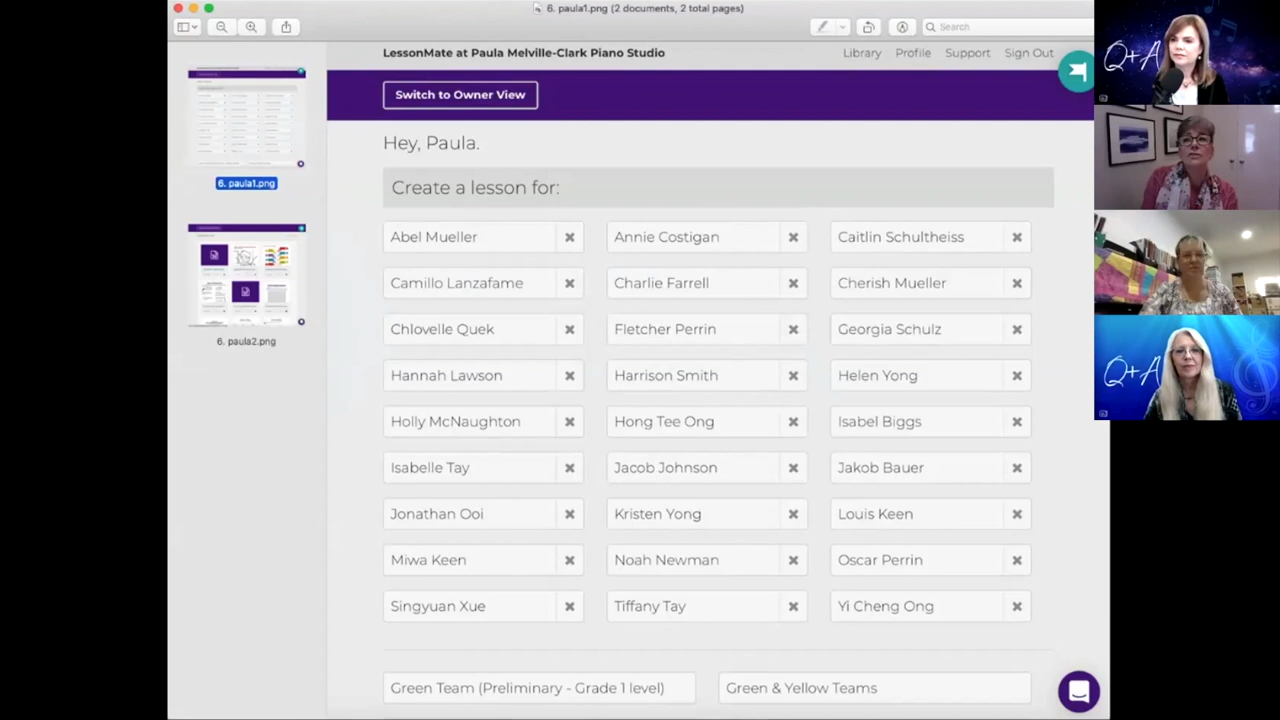 6. paula1.png (2 documents, 2 total pages)
Search
LessonMate at Paula Melville-Clark Piano Studio
Library Profile Support Sign Out
Switch to Owner View
Hey, Paula.
Create a lesson for:
Abel Mueller Annie Costigan Caitlin Schultheiss
Camillo Lanzafame Charlie Farrell Cherish Mueller
Chlovelle Quek Fletcher Perrin Georgia Schulz
Hannah Lawson Harrison Smith Helen Yong
Holly McNaughton Hong Tee Ong Isabel Biggs
Isabelle Tay Jacob Johnson Jakob Bauer
Jonathan Ooi Kristen Yong Louis Keen
Miwa Keen Noah Newman Oscar Perrin
Singyuan Xue Tiffany Tay Yi Cheng Ong
Green Team (Preliminary - Grade 1 level) Green & Yellow Teams
6. paula1.png
6. paula2.png
Q+A
Q+A